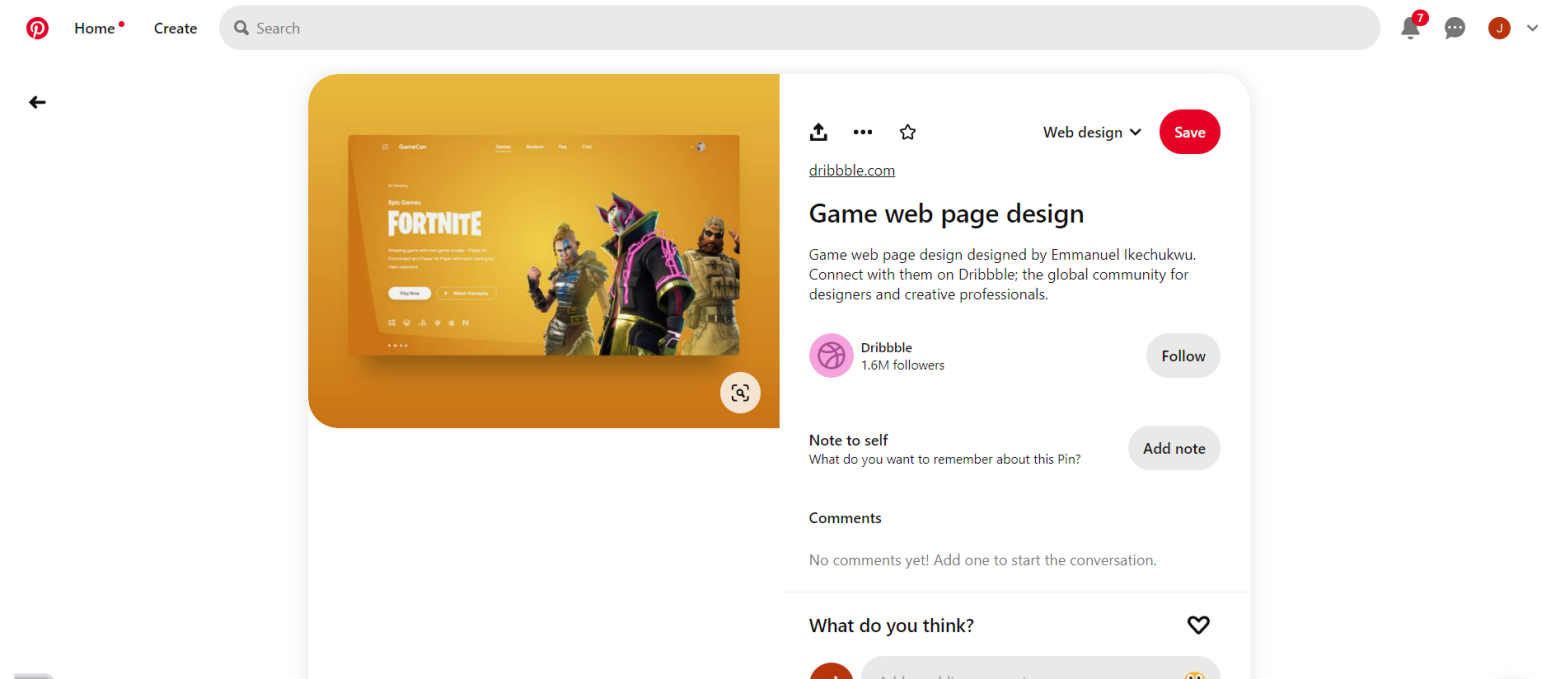 Home
Create
Search
7
J
GameCon
Games
Faq
Epic Games
FORTNITE
Play Now
Watch Gameplay
Web design
Save
dribbble.com
Game web page design
Game web page design designed by Emmanuel Ikechukwu.
Connect with them on Dribbble; the global community for
designers and creative professionals.
Dribbble
1.6M followers
Follow
Note to self
What do you want to remember about this Pin?
Add note
Comments
No comments yet! Add one to start the conversation.
What do you think?